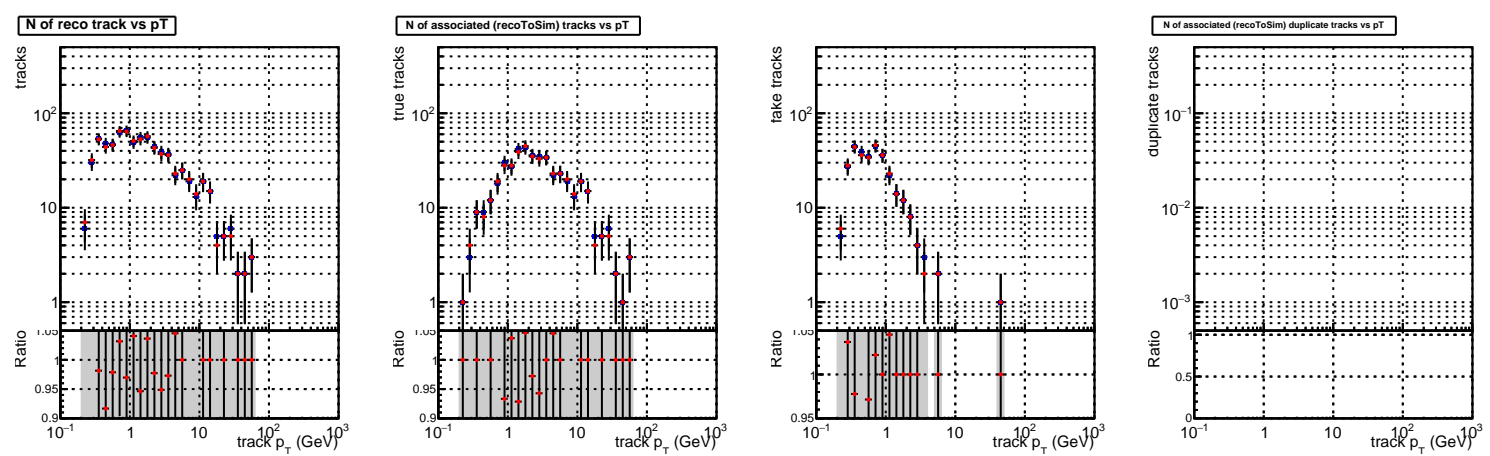 N of reco track vs pT
tracks
10²
10
1
Ratio
1.05
1
0.95
0.9
10⁻¹ 1 10 10² 10³
track p_T (GeV)
N of associated (recoToSim) tracks vs pT
true tracks
10²
10
1
Ratio
1.05
1
0.95
0.9
10⁻¹ 1 10 10² 10³
track p_T (GeV)
fake tracks
10²
10
1
Ratio
1.05
1
0.95
10⁻¹ 1 10 10² 10³
track p_T (GeV)
N of associated (recoToSim) duplicate tracks vs pT
duplicate tracks
10⁻¹
10⁻²
10⁻³
Ratio
1
0.5
0
10⁻¹ 1 10 10² 10³
track p_T (GeV)